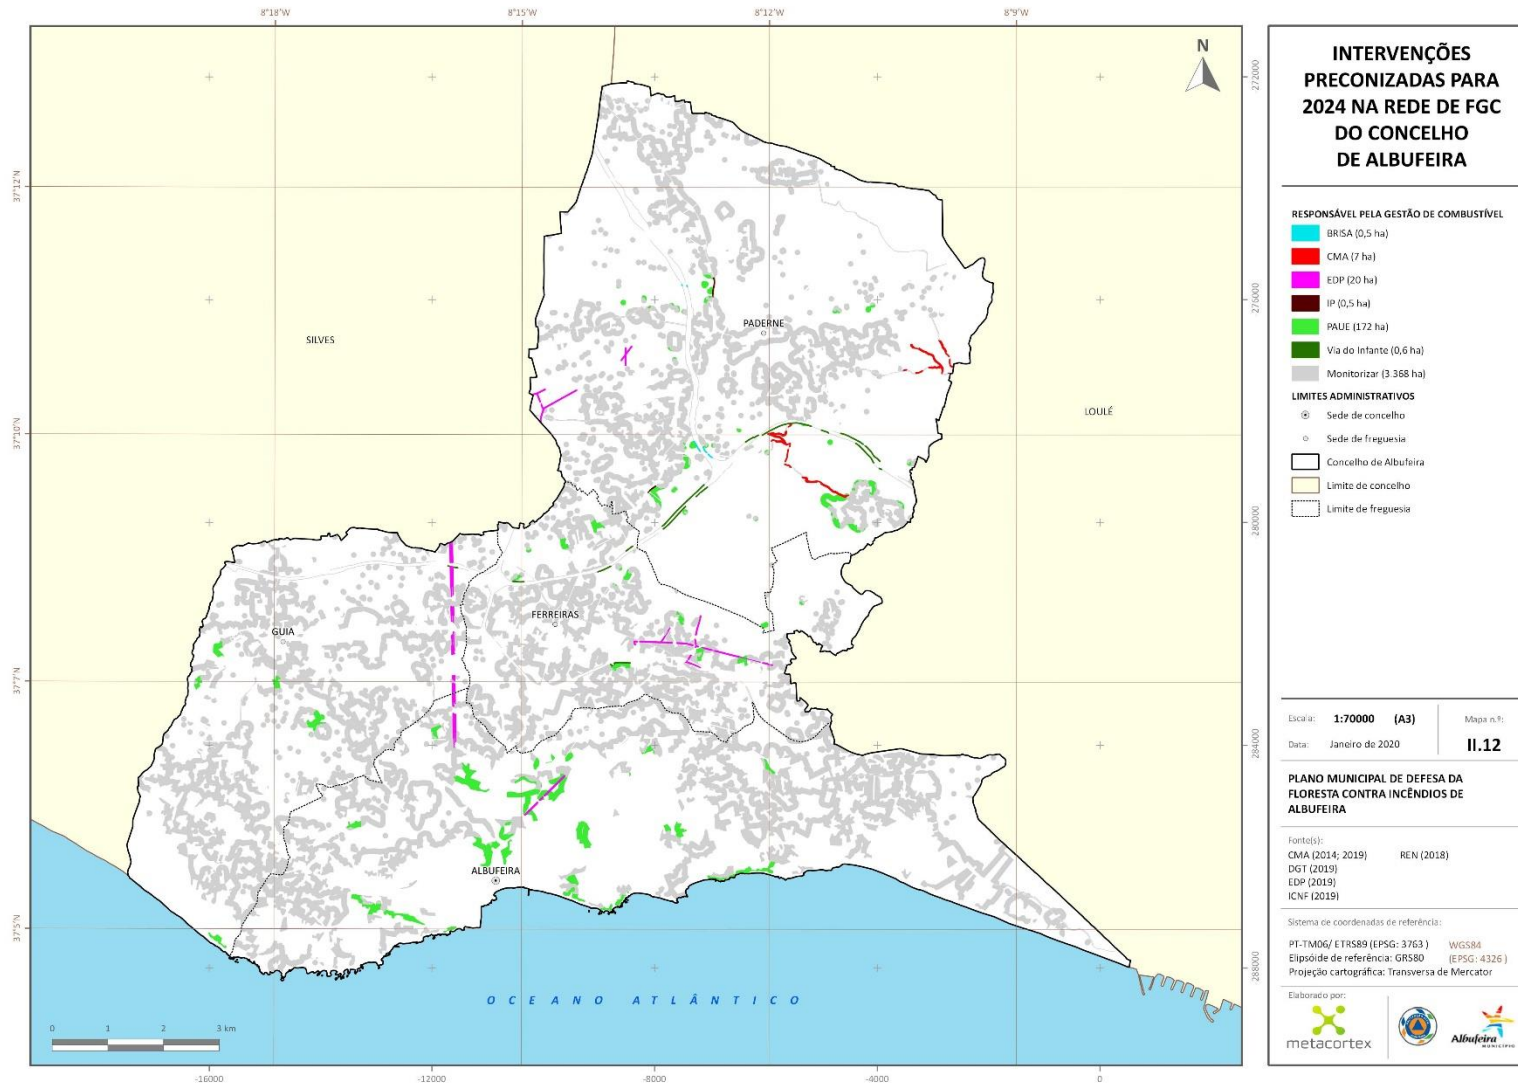 8°18'W
8°15'W
8°12'W
8°9'W
37°12'N
37°10'N
37°7'N
37°5'N
272000
276000
280000
284000
288000
-16000
-12000
-8000
-4000
0
N
SILVES
LOULÉ
PADERNE
FERREIRAS
GUIA
ALBUFEIRA
OCEANO ATLÂNTICO
0 1 2 3 km
INTERVENÇÕES
PRECONIZADAS PARA
2024 NA REDE DE FGC
DO CONCELHO
DE ALBUFEIRA
RESPONSÁVEL PELA GESTÃO DE COMBUSTÍVEL
BRISA (0,5 ha)
CMA (7 ha)
EDP (20 ha)
IP (0,5 ha)
PAUE (172 ha)
Via do Infante (0,6 ha)
Monitorizar (3 368 ha)
LIMITES ADMINISTRATIVOS
Sede de concelho
Sede de freguesia
Concelho de Albufeira
Limite de concelho
Limite de freguesia
Escala: 1:70000 (A3)
Mapa n.º:
Data: Janeiro de 2020
II.12
PLANO MUNICIPAL DE DEFESA DA
FLORESTA CONTRA INCÊNDIOS DE
ALBUFEIRA
Fonte(s):
CMA (2014; 2019) REN (2018)
DGT (2019)
EDP (2019)
ICNF (2019)
Sistema de coordenadas de referência:
PT-TM06/ ETRS89 (EPSG: 3763 ) WGS84
Elipsóide de referência: GRS80 (EPSG: 4326 )
Projeção cartográfica: Transversa de Mercator
Elaborado por:
metacortex
Albufeira
MUNICÍPIO